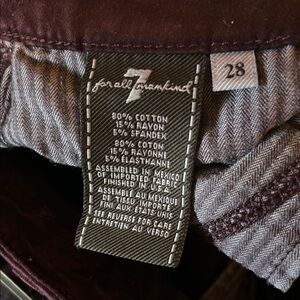 7
for all mankind
28
80% COTTON
15% RAYON
5% SPANDEX
80% COTON
15% RAYONNE
5% ÉLASTHANNE
ASSEMBLED IN MEXICO
OF IMPORTED FABRIC
FINISHED IN U.S.A.
ASSEMBLÉ AU MEXIQUE
DE TISSU IMPORTÉ
FINI AUX ÉTATS UNIS
SEE REVERSE FOR CARE
ENTRETIEN AU VERSO